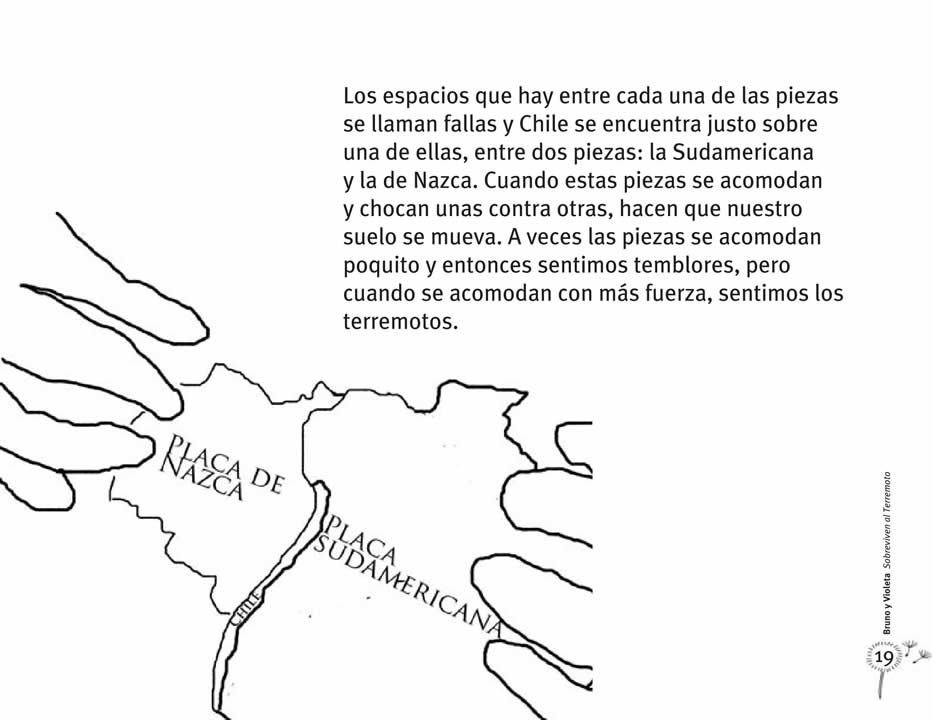 Los espacios que hay entre cada una de las piezas
se llaman fallas y Chile se encuentra justo sobre
una de ellas, entre dos piezas: la Sudamericana
y la de Nazca. Cuando estas piezas se acomodan
y chocan unas contra otras, hacen que nuestro
suelo se mueva. A veces las piezas se acomodan
poquito y entonces sentimos temblores, pero
cuando se acomodan con más fuerza, sentimos los
terremotos.
PLACA DE
NAZCA
PLACA
SUDAMERICANA
CHILE
Bruno y Violeta Sobreviven al Terremoto
19